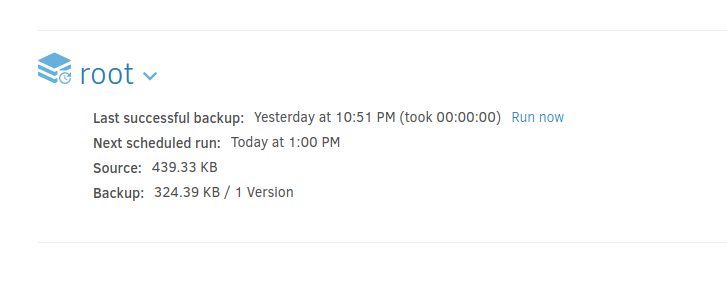 root
Last successful backup: Yesterday at 10:51 PM (took 00:00:00) Run now
Next scheduled run: Today at 1:00 PM
Source: 439.33 KB
Backup: 324.39 KB / 1 Version